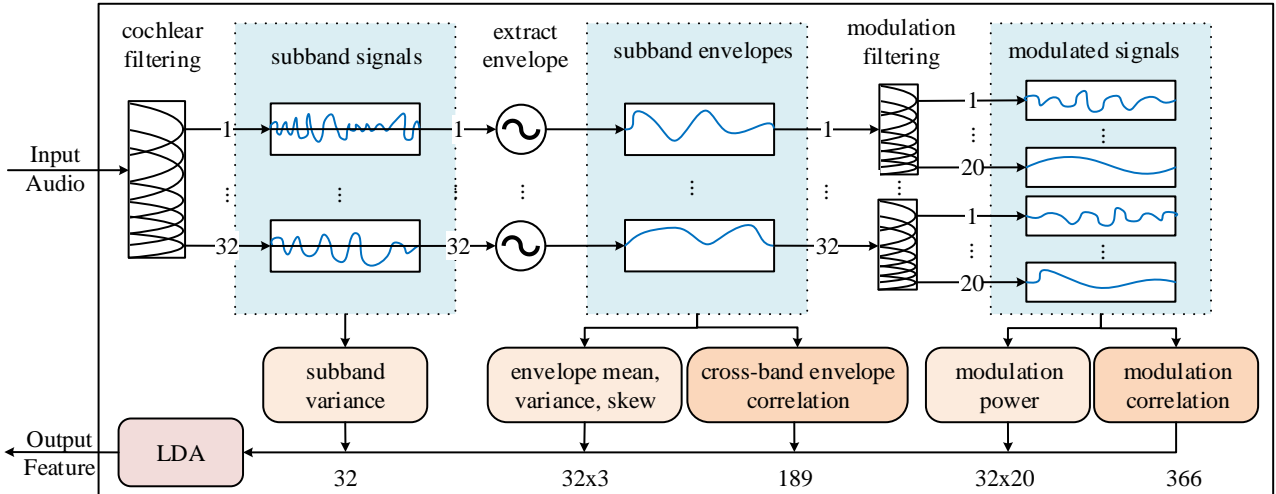 cochlear
filtering
subband signals
extract
envelope
subband envelopes
modulation
filtering
modulated signals
Input
Audio
1
1
1
1
20
32
32
32
1
20
subband
variance
envelope mean,
variance, skew
cross-band envelope
correlation
modulation
power
modulation
correlation
Output
Feature
LDA
32
32x3
189
32x20
366